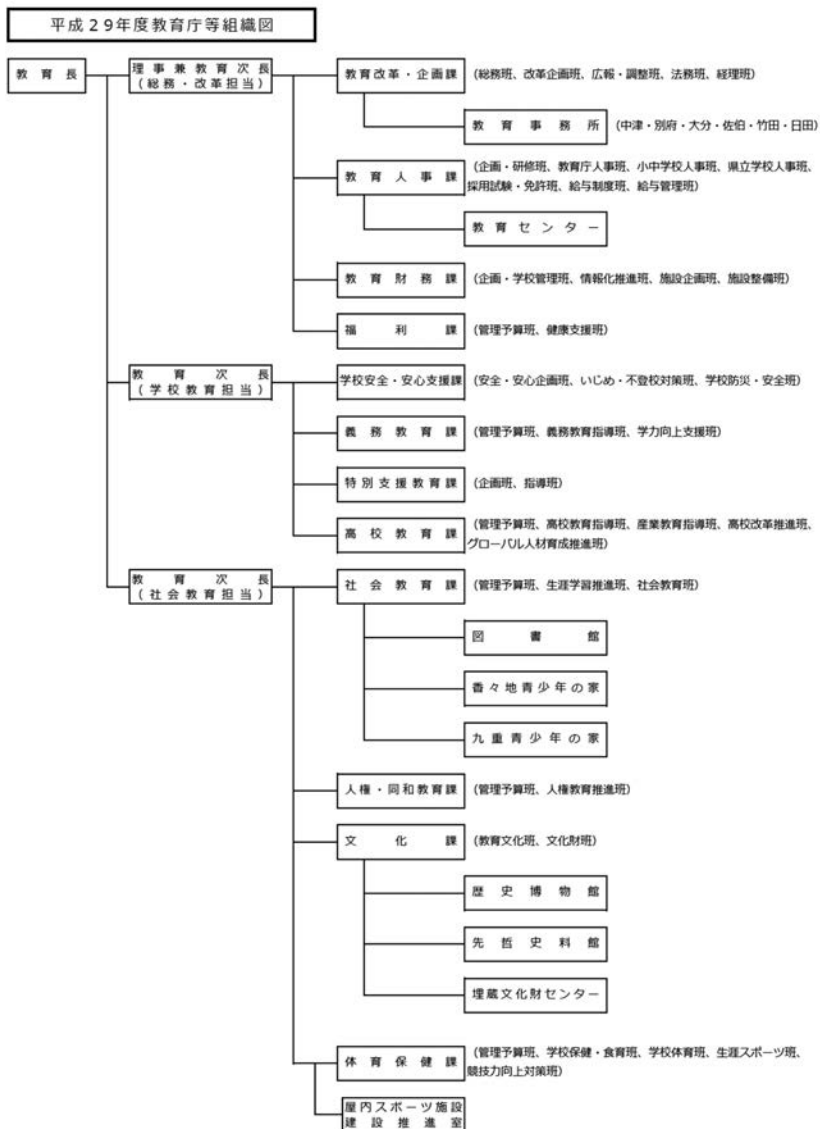 平成29年度教育庁等組織図
教育長
理事兼教育次長
(総務・改革担当)
教育改革・企画課
(総務班、改革企画班、広報・調整班、法務班、経理班)
教育事務所
(中津・別府・大分・佐伯・竹田・日田)
教育人事課
(企画・研修班、教育庁人事班、小中学校人事班、県立学校人事班、
採用試験・免許班、給与制度班、給与管理班)
教育センター
教育財務課
(企画・学校管理班、情報化推進班、施設企画班、施設整備班)
福利課
(管理予算班、健康支援班)
教育次長
(学校教育担当)
学校安全・安心支援課
(安全・安心企画班、いじめ・不登校対策班、学校防災・安全班)
義務教育課
(管理予算班、義務教育指導班、学力向上支援班)
特別支援教育課
(企画班、指導班)
高校教育課
(管理予算班、高校教育指導班、産業教育指導班、高校改革推進班、
グローバル人材育成推進班)
教育次長
(社会教育担当)
社会教育課
(管理予算班、生涯学習推進班、社会教育班)
図書館
香々地青少年の家
九重青少年の家
人権・同和教育課
(管理予算班、人権教育推進班)
文化課
(教育文化班、文化財班)
歴史博物館
先哲史料館
埋蔵文化財センター
体育保健課
(管理予算班、学校保健・食育班、学校体育班、生涯スポーツ班、
競技力向上対策班)
屋内スポーツ施設
建設推進室